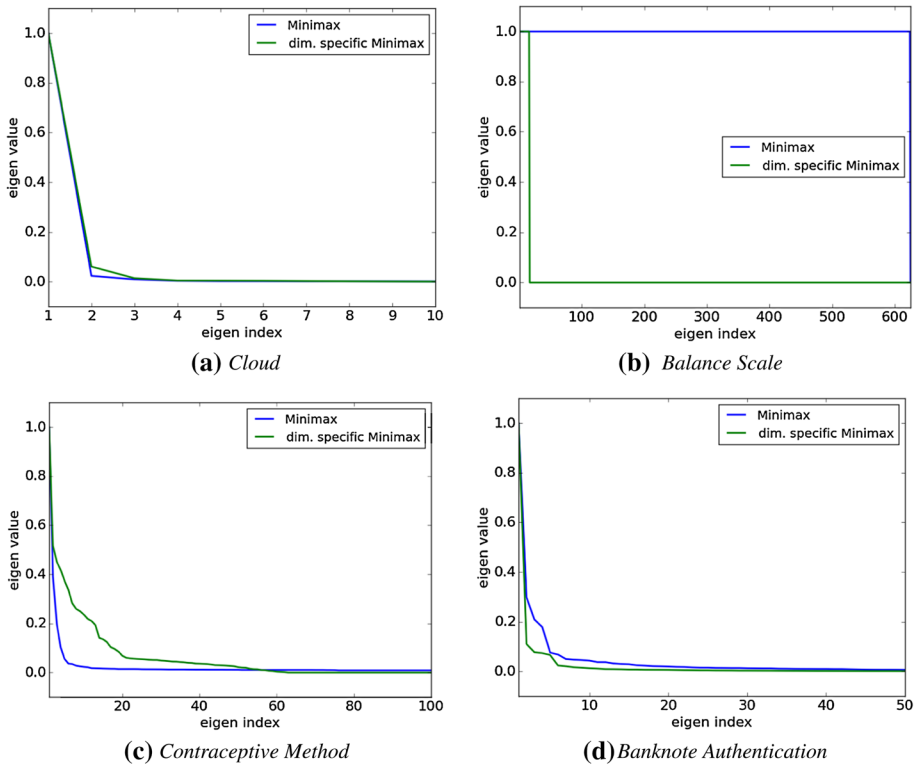 Minimax
dim. specific Minimax
eigen value
1.0
0.8
0.6
0.4
0.2
0.0
1 2 3 4 5 6 7 8 9 10
eigen index
(a) Cloud
Minimax
dim. specific Minimax
eigen value
1.0
0.8
0.6
0.4
0.2
0.0
100 200 300 400 500 600
eigen index
(b) Balance Scale
Minimax
dim. specific Minimax
eigen value
1.0
0.8
0.6
0.4
0.2
0.0
20 40 60 80 100
eigen index
(c) Contraceptive Method
Minimax
dim. specific Minimax
eigen value
1.0
0.8
0.6
0.4
0.2
0.0
10 20 30 40 50
eigen index
(d) Banknote Authentication